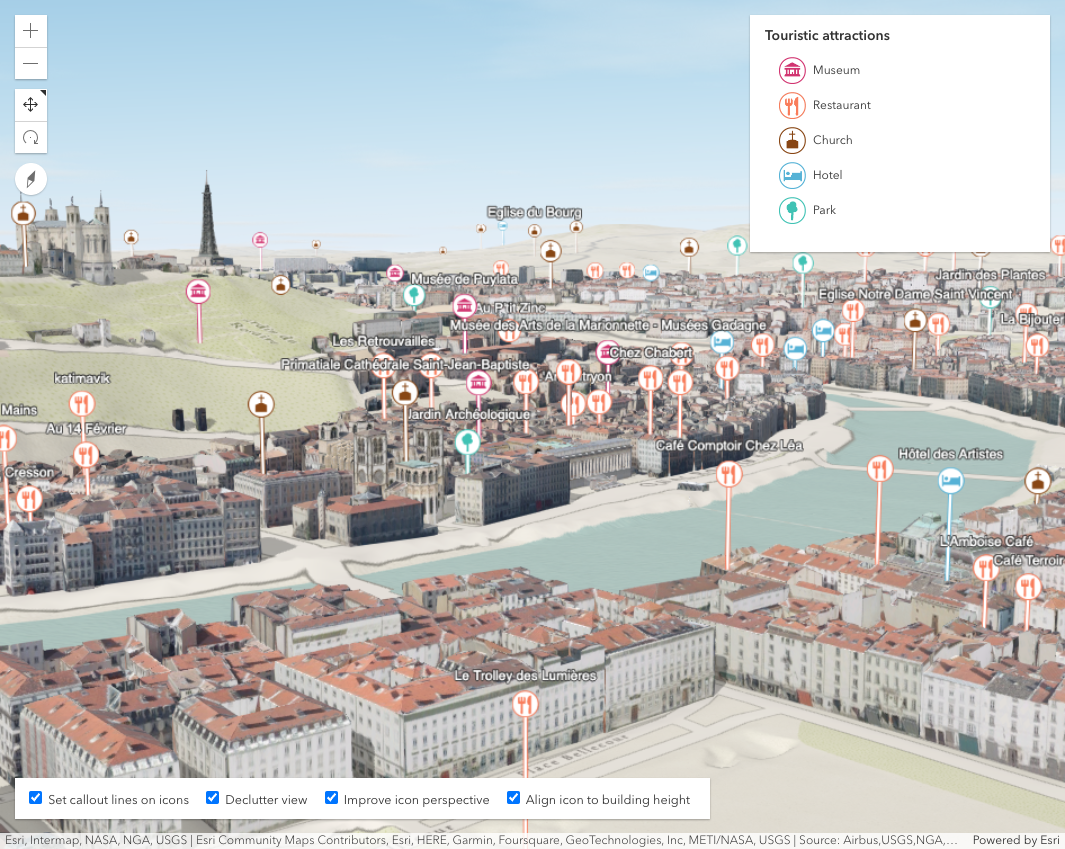 Touristic attractions
Museum
Restaurant
Church
Hotel
Park
Eglise du Bourg
Musée de Puylata
Jardin des Plantes
Eglise Notre Dame Saint Vincent
Au P'tit Zinc
La Bijouter
Musée des Arts de la Marionnette - Musées Gadagne
Les Retrouvailles
Chez Chabert
Primatiale Cathédrale Saint-Jean-Baptiste
katimavik
Mains
Jardin Archéologique
Au 14 Février
Café Comptoir Chez Léa
Hôtel des Artistes
Cresson
L'Amboise Café
Café Terroir
Le Trolley des Lumières
Place Bellecour
Set callout lines on icons
Declutter view
Improve icon perspective
Align icon to building height
Esri, Intermap, NASA, NGA, USGS | Esri Community Maps Contributors, Esri, HERE, Garmin, Foursquare, GeoTechnologies, Inc, METI/NASA, USGS | Source: Airbus,USGS,NGA,…
Powered by Esri